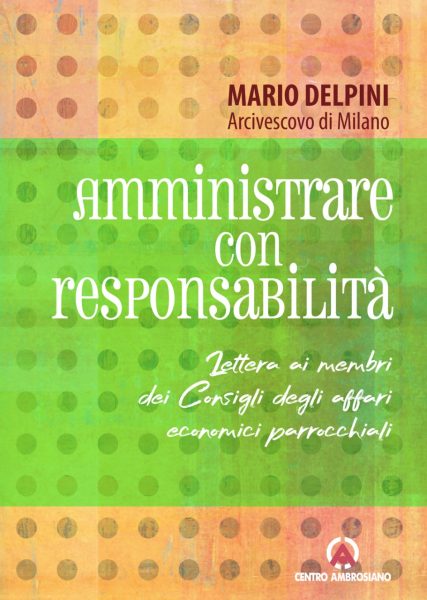 MARIO DELPINI
Arcivescovo di Milano
amministrare
con
responsabilità
Lettera ai membri
dei Consigli degli affari
economici parrocchiali
CENTRO AMBROSIANO